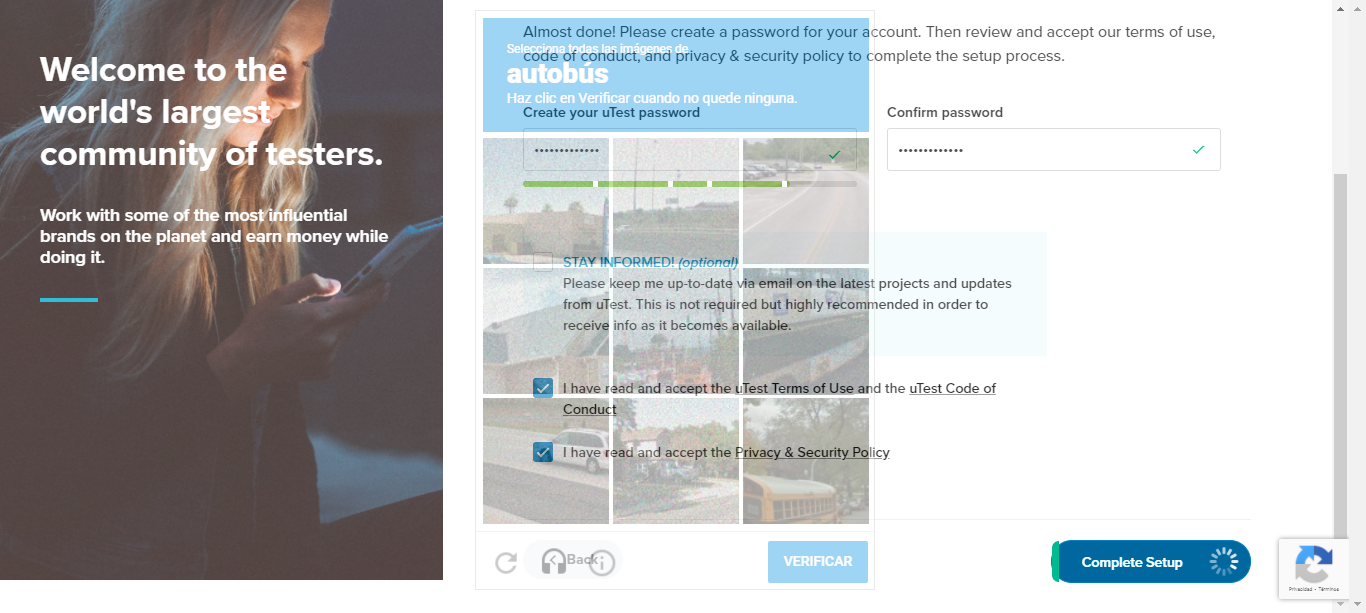 Welcome to the
world's largest
community of testers.
Work with some of the most influential
brands on the planet and earn money while
doing it.
Almost done! Please create a password for your account. Then review and accept our terms of use,
code of conduct, and privacy & security policy to complete the setup process.
Selecciona todas las imágenes de
autobús
Haz clic en Verificar cuando no quede ninguna.
Create your uTest password
Confirm password
STAY INFORMED! (optional)
Please keep me up-to-date via email on the latest projects and updates
from uTest. This is not required but highly recommended in order to
receive info as it becomes available.
I have read and accept the uTest Terms of Use and the uTest Code of
Conduct
I have read and accept the Privacy & Security Policy
Back
VERIFICAR
Complete Setup
Privacidad - Términos